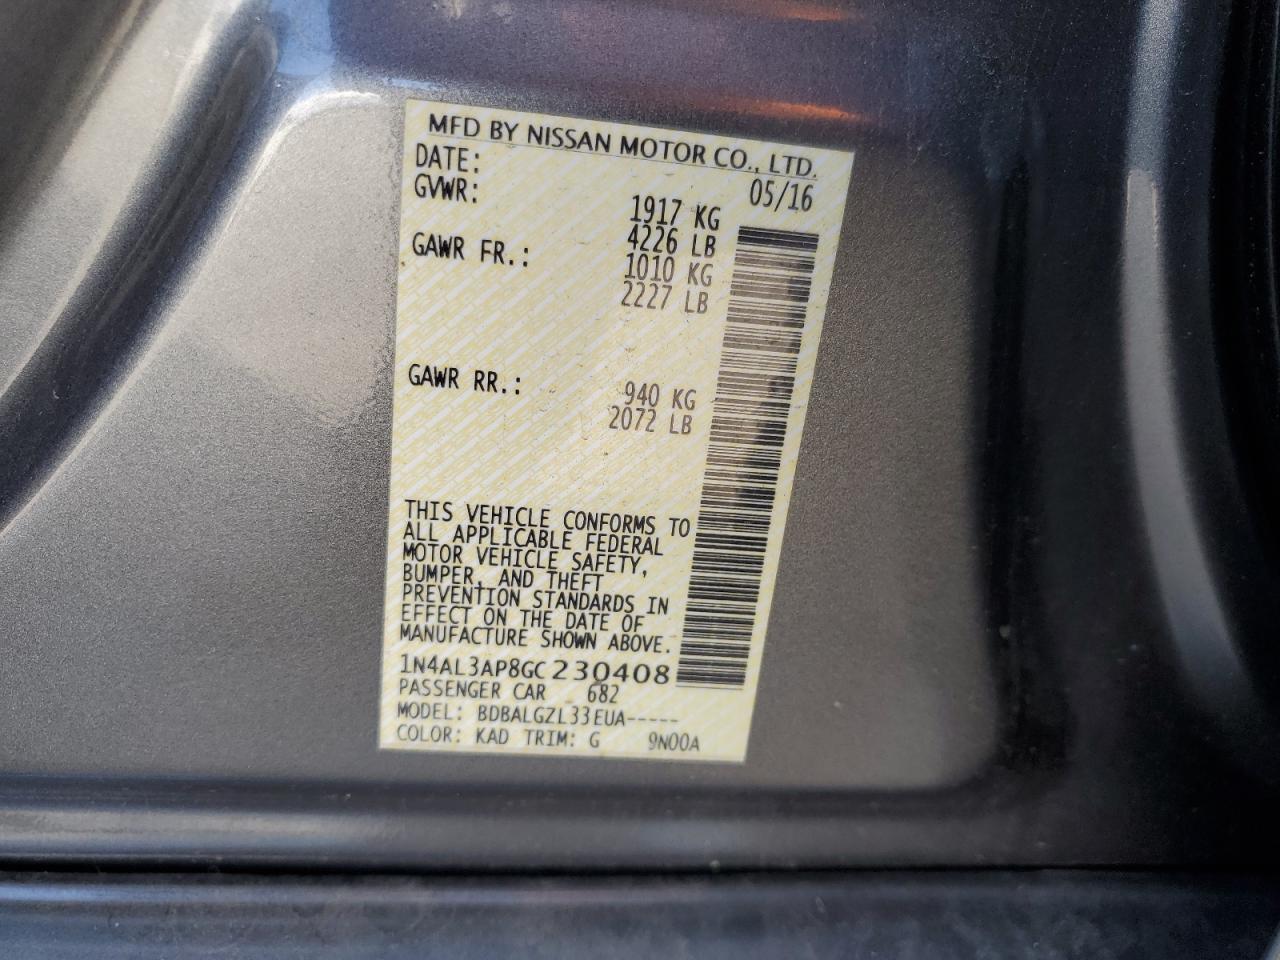 MFD BY NISSAN MOTOR CO., LTD.
DATE: 05/16
GVWR: 1917 KG
4226 LB
GAWR FR.: 1010 KG
2227 LB
GAWR RR.: 940 KG
2072 LB
THIS VEHICLE CONFORMS TO
ALL APPLICABLE FEDERAL
MOTOR VEHICLE SAFETY,
BUMPER, AND THEFT
PREVENTION STANDARDS IN
EFFECT ON THE DATE OF
MANUFACTURE SHOWN ABOVE.
1N4AL3AP8GC230408
PASSENGER CAR 682
MODEL: BDBALGZL33EUA-----
COLOR: KAD TRIM: G 9N00A